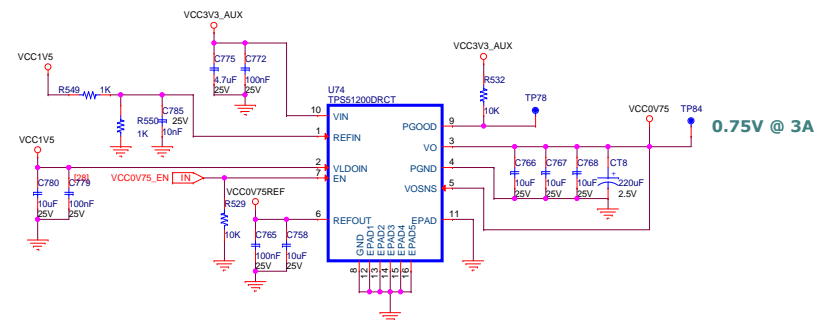 VCC3V3_AUX
VCC1V5
C775
4.7uF
25V
C772
100nF
25V
R549
1K
R550
1K
C785
25V
10nF
U74
TPS51200DRCT
10
VIN
1
REFIN
2
VLDOIN
7
EN
6
REFOUT
PGOOD
9
VO
3
PGND
4
VOSNS
5
EPAD
11
GND
EPAD1
EPAD2
EPAD3
EPAD4
EPAD5
8
12
13
14
15
16
VCC3V3_AUX
R532
10K
TP78
VCC0V75
TP84
0.75V @ 3A
C766
10uF
25V
C767
10uF
25V
C768
10uF
25V
CT8
+
220uF
2.5V
VCC1V5
C780
10uF
25V
C779
100nF
25V
[28]
VCC0V75_EN
IN
R529
10K
VCC0V75REF
C765
100nF
25V
C758
10uF
25V